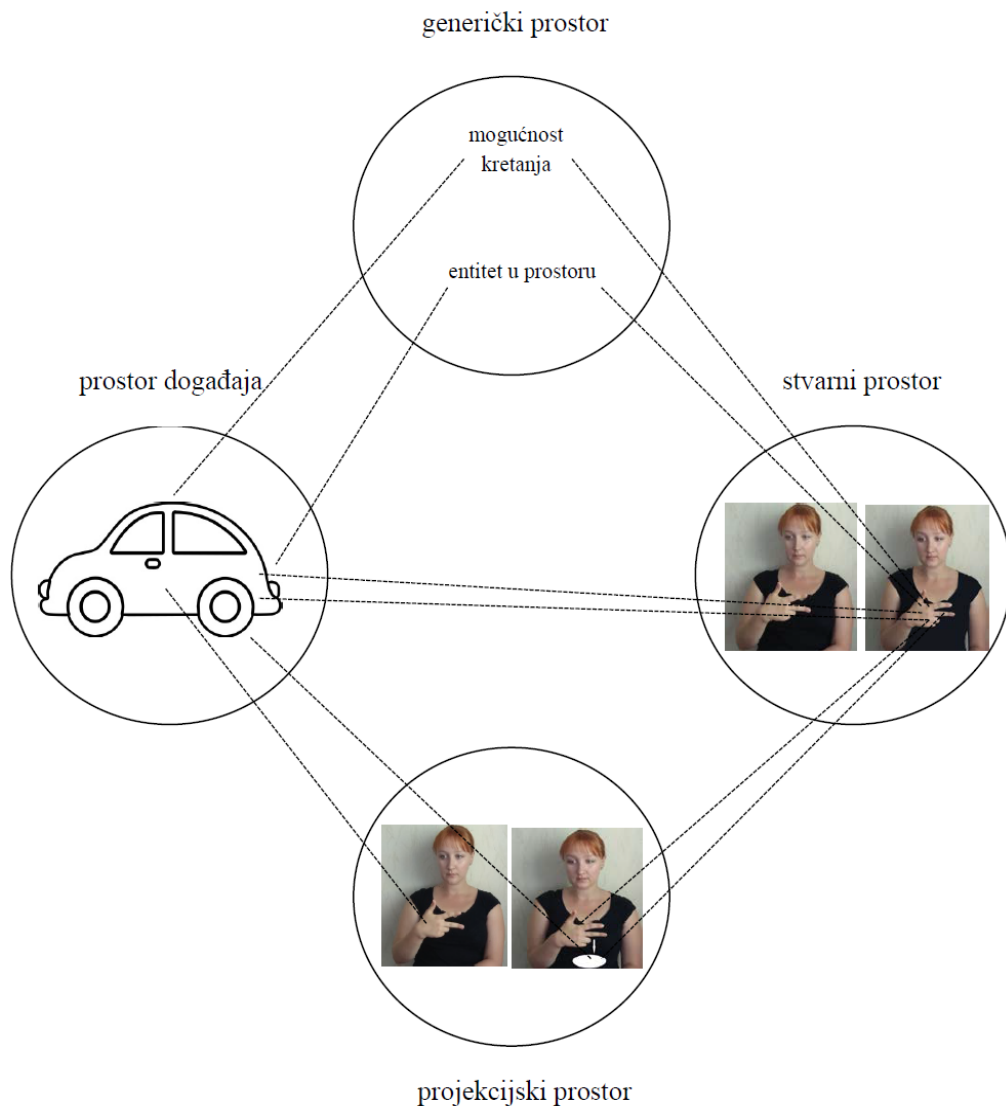 generički prostor
mogućnost
kretanja
entitet u prostoru
prostor događaja
stvarni prostor
projekcijski prostor